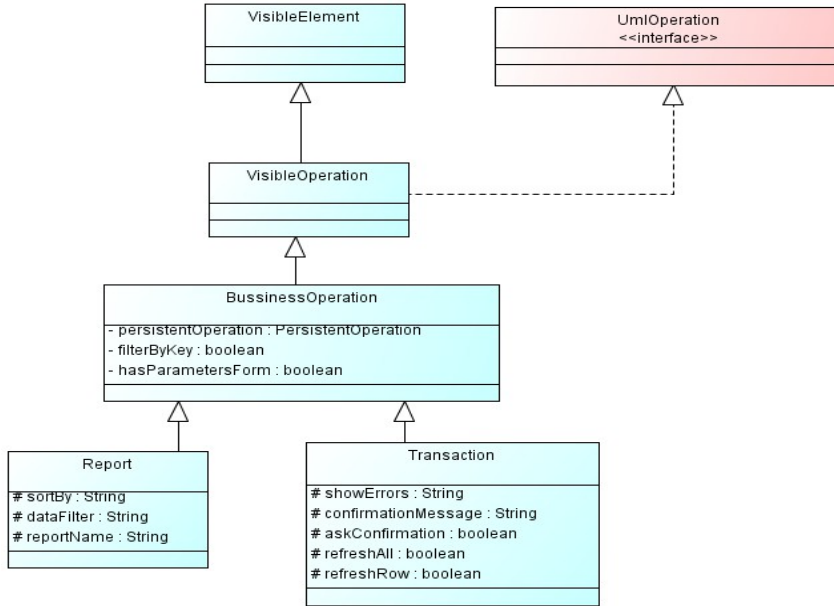 VisibleElement
UmlOperation
<<interface>>
VisibleOperation
BussinessOperation
- persistentOperation : PersistentOperation
- filterByKey : boolean
- hasParametersForm : boolean
Report
# sortBy : String
# dataFilter : String
# reportName : String
Transaction
# showErrors : String
# confirmationMessage : String
# askConfirmation : boolean
# refreshAll : boolean
# refreshRow : boolean